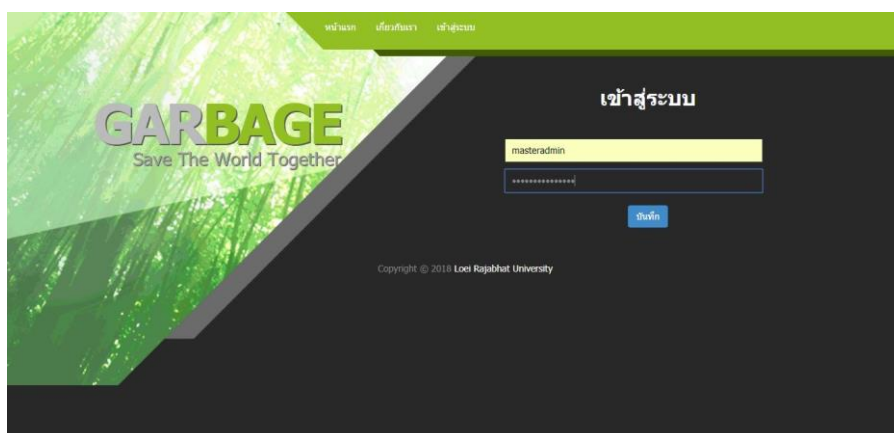 หน้าแรก เกี่ยวกับเรา เข้าสู่ระบบ
GARBAGE
Save The World Together
เข้าสู่ระบบ
masteradmin
บันทึก
Copyright © 2018 Loei Rajabhat University